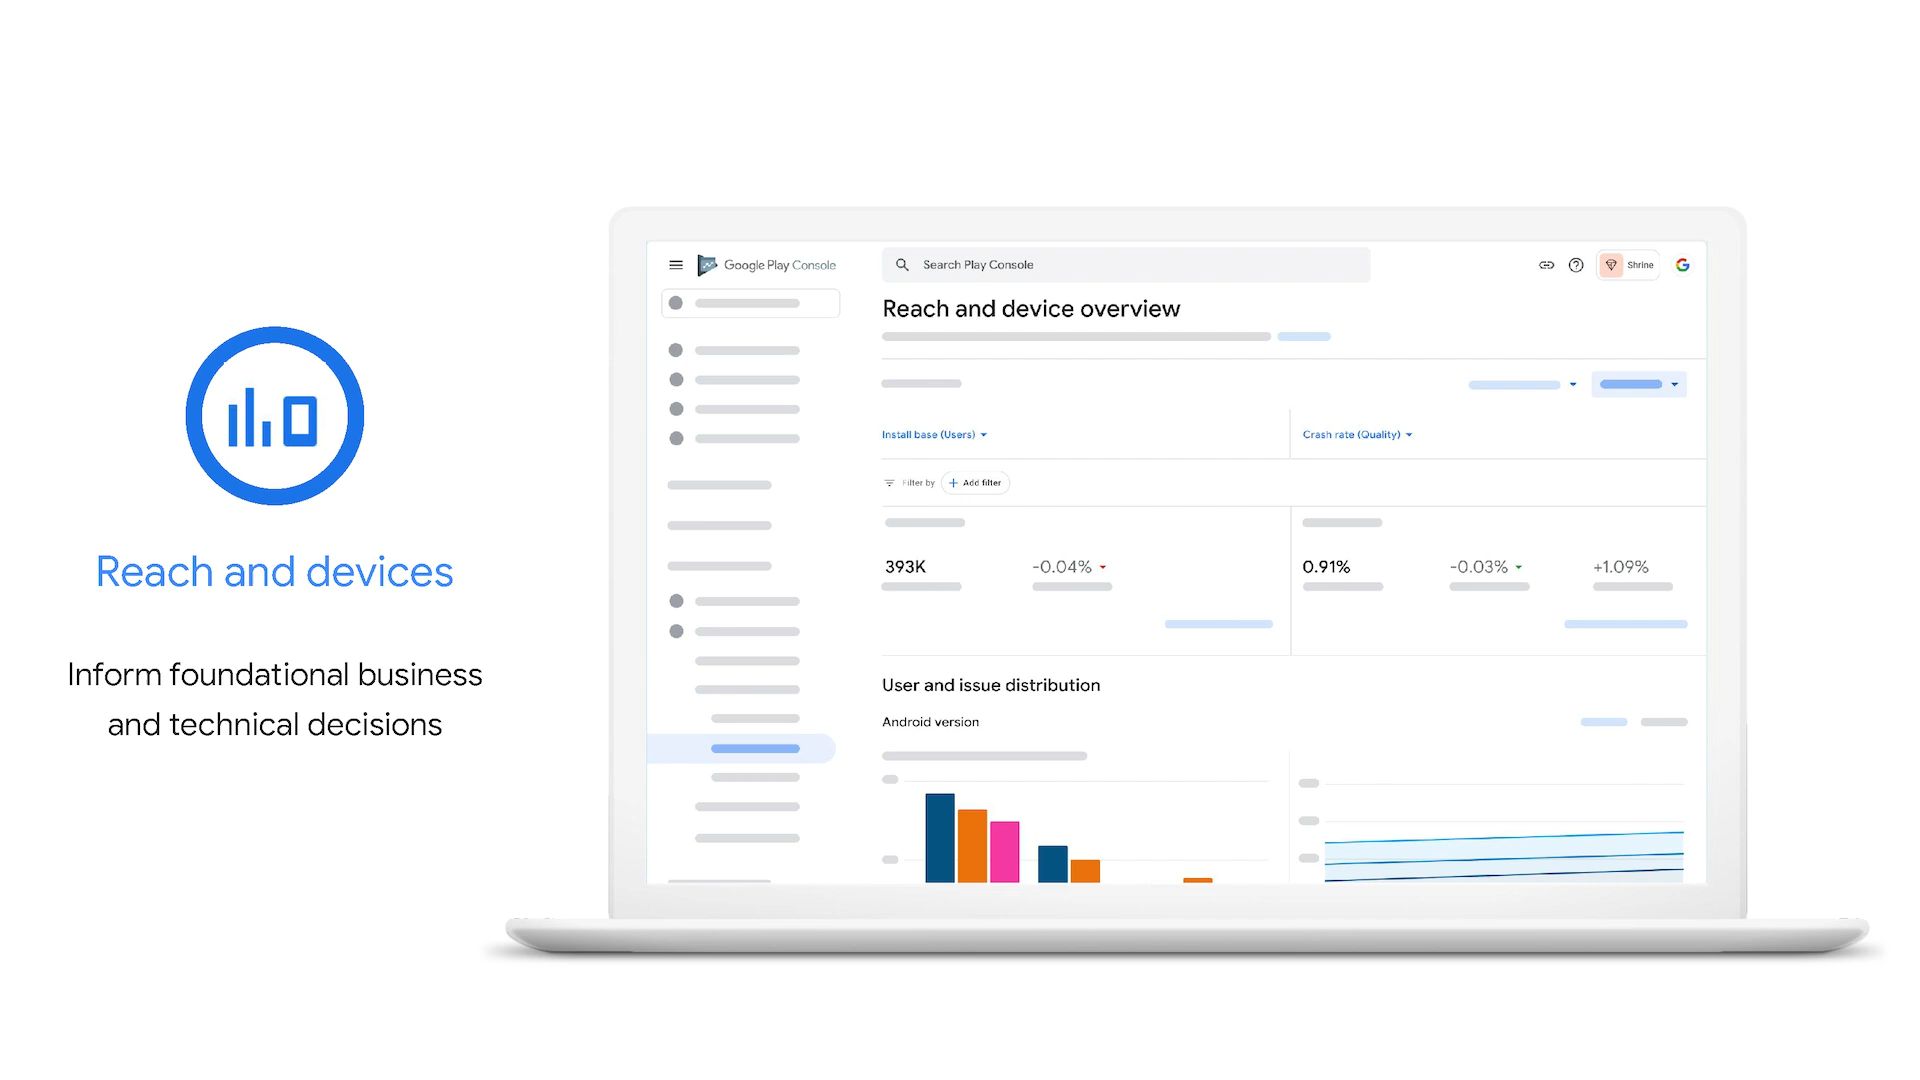 Reach and devices
Inform foundational business
and technical decisions
Google Play Console
Search Play Console
Shrine
Reach and device overview
Install base (Users)
Crash rate (Quality)
Filter by
Add filter
393K
-0.04%
0.91%
-0.03%
+1.09%
User and issue distribution
Android version